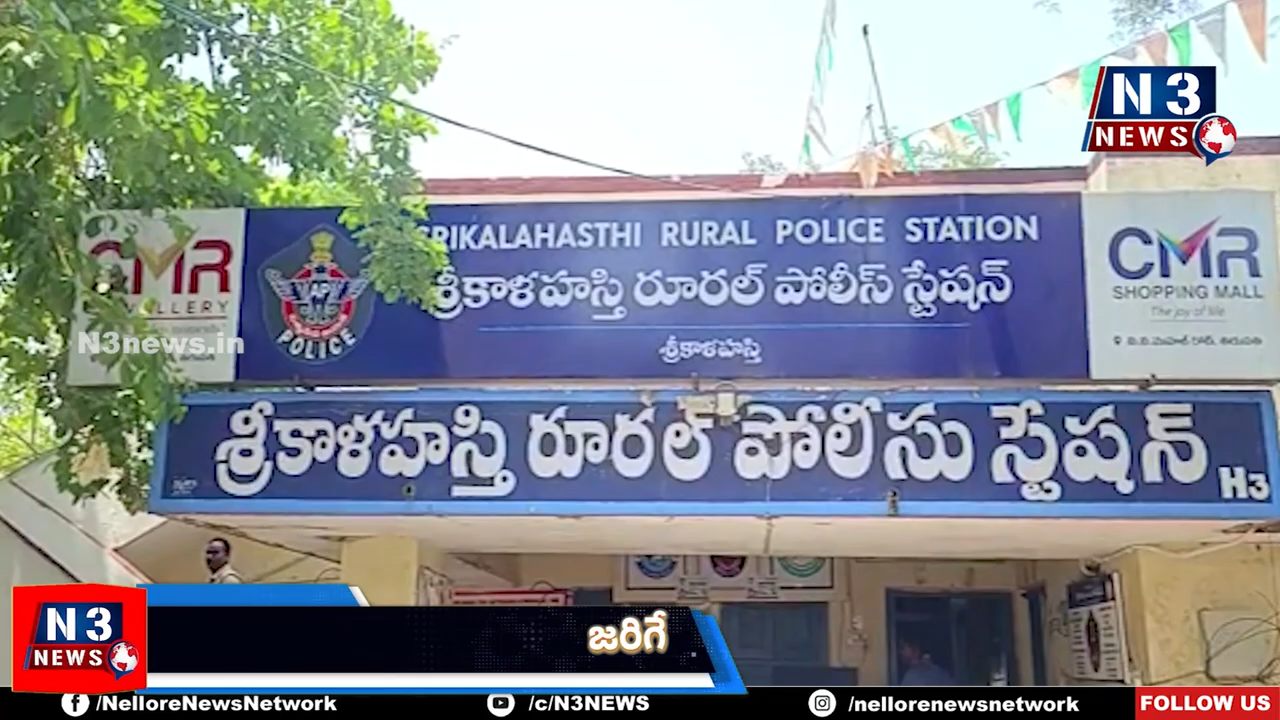 N3
NEWS
SRIKALAHASTHI RURAL POLICE STATION
శ్రీకాళహస్తి రూరల్ పోలీస్ స్టేషన్
శ్రీకాళహస్తి
CMR
POLICE
CMR
SHOPPING MALL
The joy of life
N3news.in
శ్రీకాళహస్తి రూరల్ పోలీసు స్టేషన్
H3
N3
NEWS
జరిగే
/NelloreNewsNetwork
/c/N3NEWS
/nellorenewsnetwork
FOLLOW US